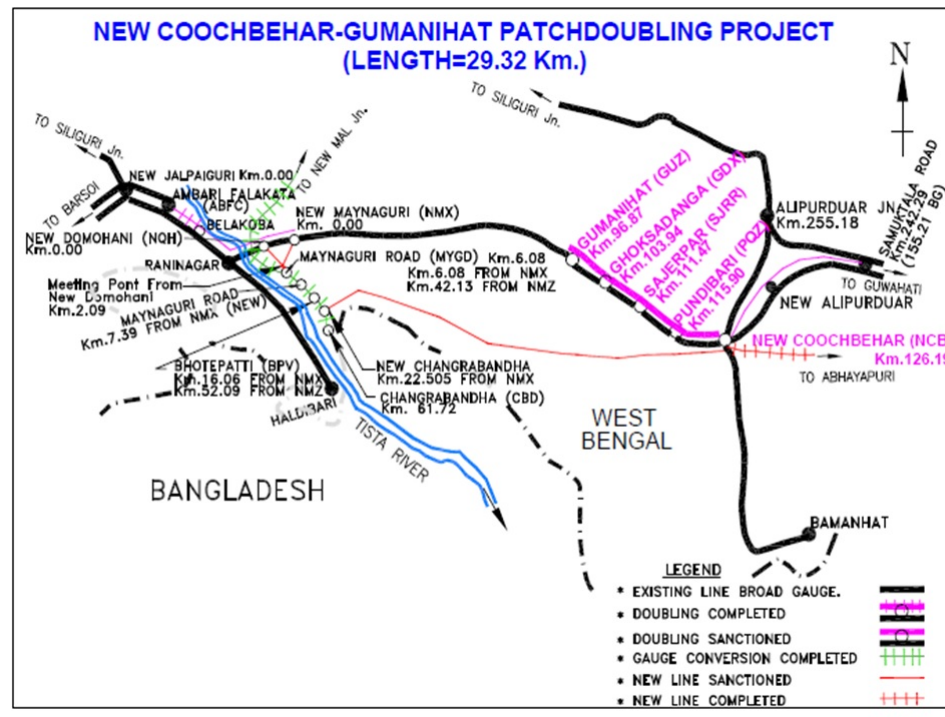 NEW COOCHBEHAR-GUMANIHAT PATCHDOUBLING PROJECT
(LENGTH=29.32 Km.)
N
TO SILIGURI Jn.
TO SILIGURI Jn.
TO NEW MAL Jn.
NEW JALPAIGURI Km.0.00
TO BARSOI
AMBARI FALAKATA
(ABFC)
BELAKOBA
NEW DOMOHANI (NQH)
Km.0.00
NEW MAYNAGURI (NMX)
Km. 0.00
RANINAGAR
MAYNAGURI ROAD (MYGD) Km.6.08
Km.6.08 FROM NMX
Km.42.13 FROM NMZ
Meeting Pont From
New Domohani
Km.2.09
MAYNAGURI ROAD
Km.7.39 FROM NMX (NEW)
GUMANIHAT (GUZ)
Km.96.87
GHOKSADANGA (GDX)
Km.103.94
SAJERPAR (SJRR)
Km.111.47
PUNDIBARI (PQZ)
Km.115.90
ALIPURDUAR JN.
Km.255.18
SAMUKTALA ROAD
Km.242.29
(155.21 BG)
TO GUWAHATI
NEW ALIPURDUAR
NEW COOCHBEHAR (NCB
Km.126.19
TO ABHAYAPURI
BHOTEPATTI (BPV)
Km.16.06 FROM NMX
Km.52.09 FROM NMZ
HALDIBARI
NEW CHANGRABANDHA
Km.22.505 FROM NMX
CHANGRABANDHA (CBD)
Km. 61.72
TISTA RIVER
WEST
BENGAL
BANGLADESH
BAMANHAT
LEGEND
* EXISTING LINE BROAD GAUGE.
* DOUBLING COMPLETED
* DOUBLING SANCTIONED
* GAUGE CONVERSION COMPLETED
* NEW LINE SANCTIONED
* NEW LINE COMPLETED